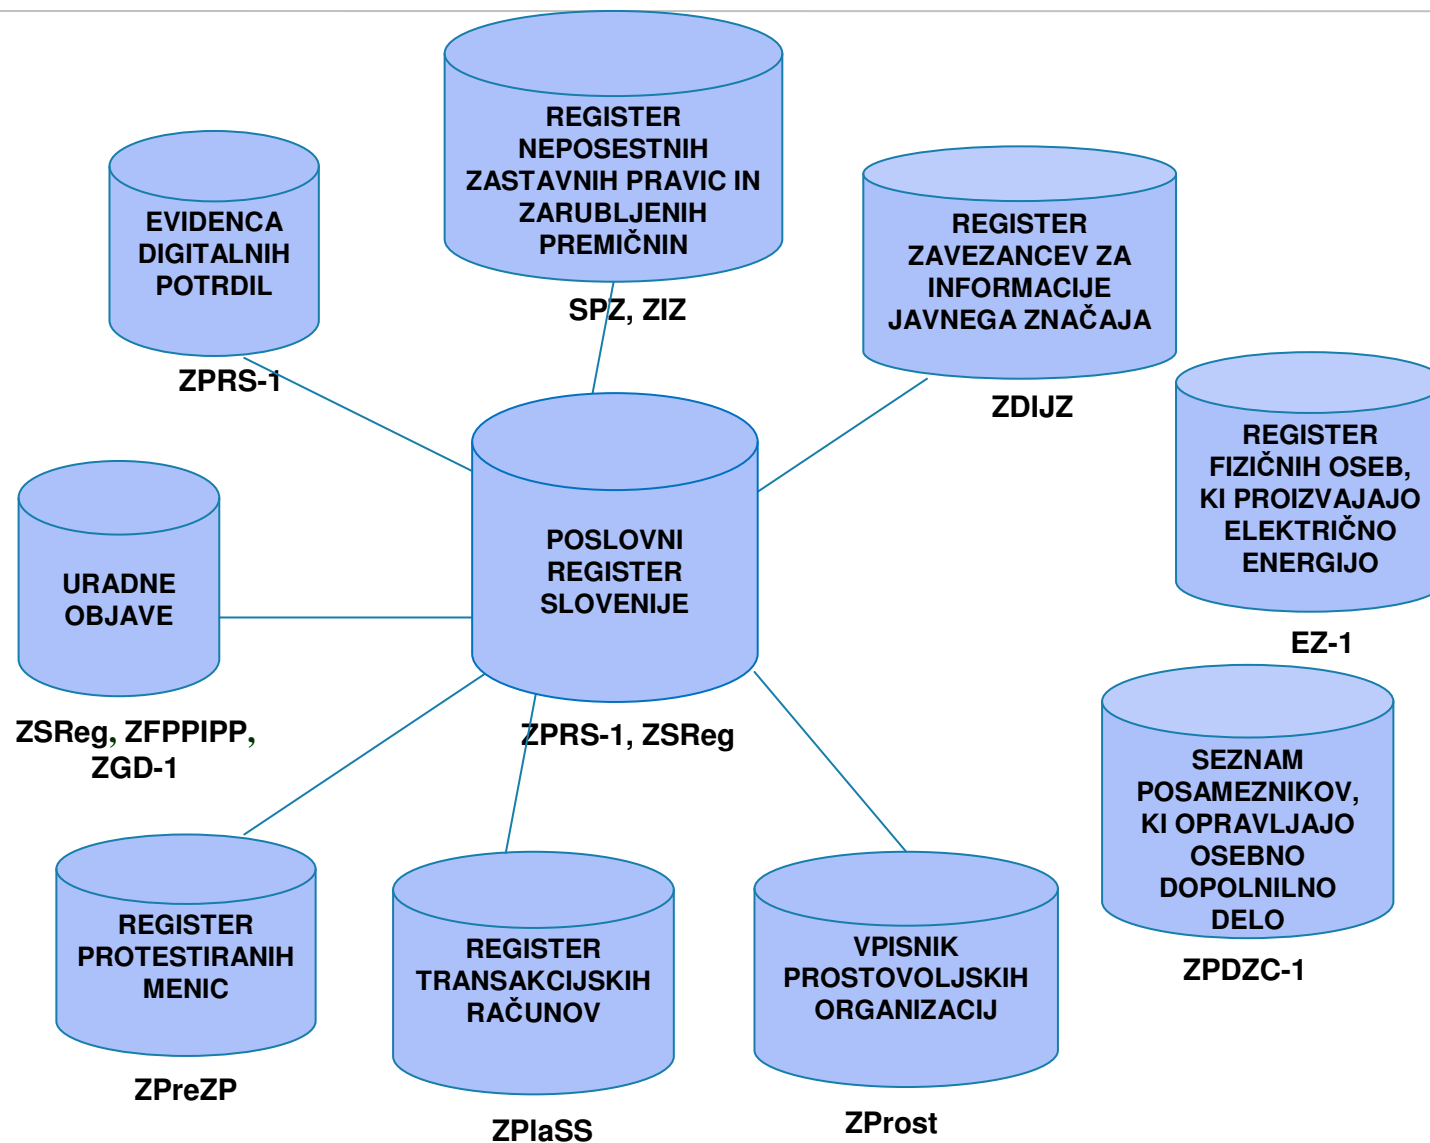 REGISTER
NEPOSESTNIH
ZASTAVNIH PRAVIC IN
ZARUBLJENIH
PREMIČNIN
SPZ, ZIZ
EVIDENCA
DIGITALNIH
POTRDIL
ZPRS-1
REGISTER
ZAVEZANCEV ZA
INFORMACIJE
JAVNEGA ZNAČAJA
ZDIJZ
REGISTER
FIZIČNIH OSEB,
KI PROIZVAJAJO
ELEKTRIČNO
ENERGIJO
EZ-1
POSLOVNI
REGISTER
SLOVENIJE
ZPRS-1, ZSReg
URADNE
OBJAVE
ZSReg, ZFPPIPP,
ZGD-1
SEZNAM
POSAMEZNIKOV,
KI OPRAVLJAJO
OSEBNO
DOPOLNILNO
DELO
ZPDZC-1
REGISTER
PROTESTIRANIH
MENIC
ZPreZP
REGISTER
TRANSAKCIJSKIH
RAČUNOV
ZPlaSS
VPISNIK
PROSTOVOLJSKIH
ORGANIZACIJ
ZProst